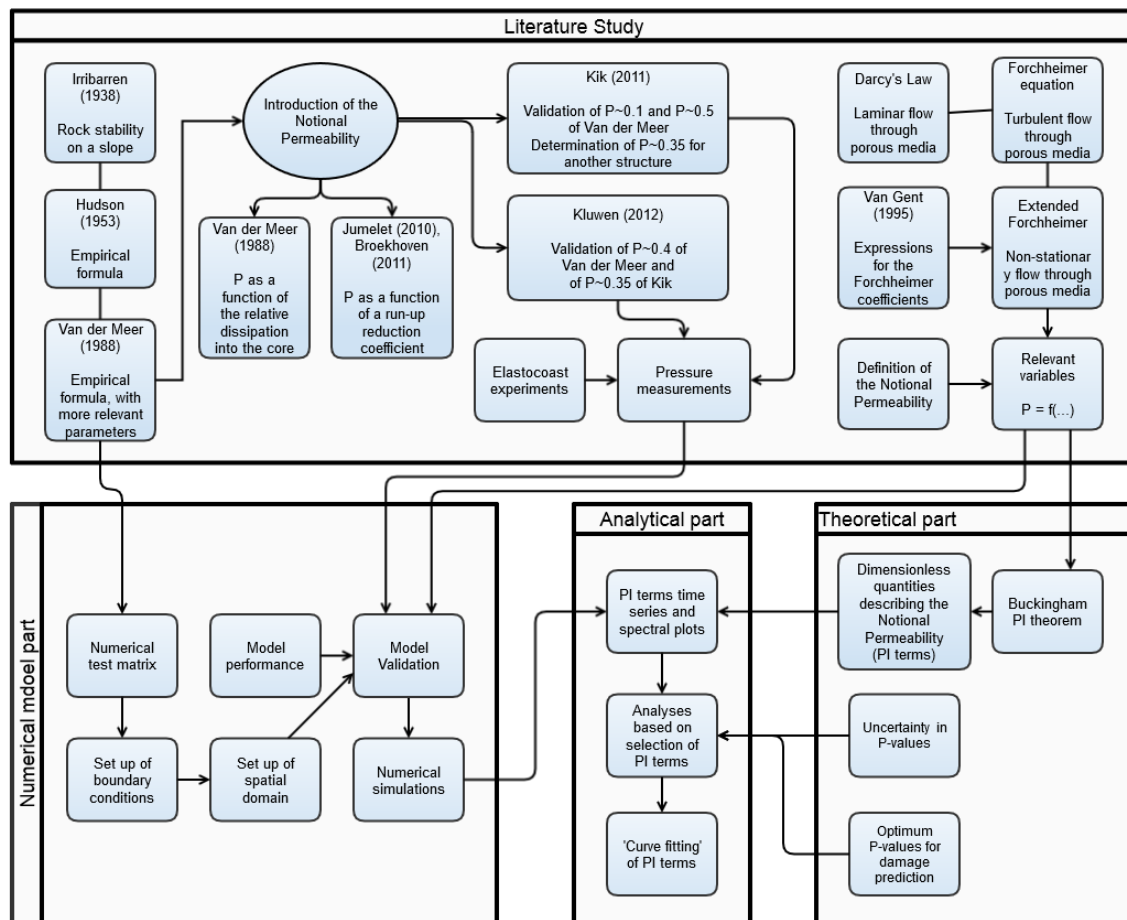 Literature Study
Irribarren
(1938)
Rock stability
on a slope
Hudson
(1953)
Empirical
formula
Van der Meer
(1988)
Empirical
formula, with
more relevant
parameters
Introduction of the
Notional
Permeability
Van der Meer
(1988)
P as a
function of
the relative
dissipation
into the core
Jumelet (2010),
Broekhoven
(2011)
P as a function
of a run-up
reduction
coefficient
Kik (2011)
Validation of P~0.1 and P~0.5
of Van der Meer
Determination of P~0.35 for
another structure
Kluwen (2012)
Validation of P~0.4 of
Van der Meer and
of P~0.35 of Kik
Elastocoast
experiments
Pressure
measurements
Darcy's Law
Laminar flow
through
porous media
Forchheimer
equation
Turbulent flow
through
porous media
Van Gent
(1995)
Expressions
for the
Forchheimer
coefficients
Extended
Forchheimer
Non-stationar
y flow through
porous media
Definition of
the Notional
Permeability
Relevant
variables
P = f(...)
Numerical mdoel part
Numerical
test matrix
Model
performance
Model
Validation
Set up of
boundary
conditions
Set up of
spatial
domain
Numerical
simulations
Analytical part
PI terms time
series and
spectral plots
Analyses
based on
selection of
PI terms
'Curve fitting'
of PI terms
Theoretical part
Dimensionless
quantities
describing the
Notional
Permeability
(PI terms)
Buckingham
PI theorem
Uncertainty in
P-values
Optimum
P-values for
damage
prediction